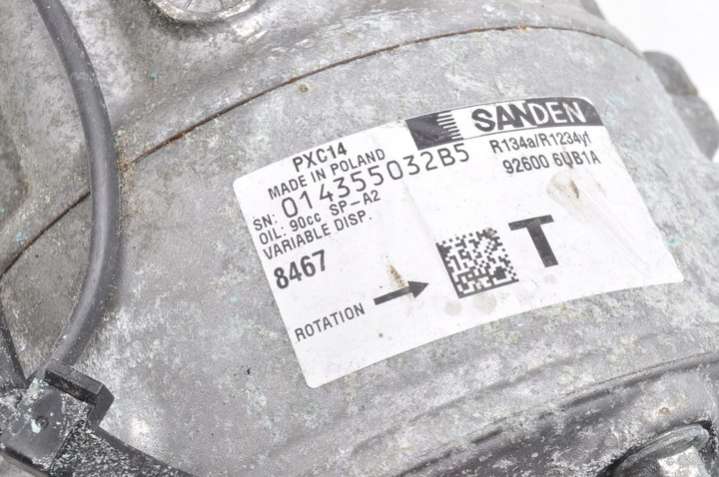 SANDEN
PXC14
MADE IN POLAND
R134a/R1234yf
SN: 014355032B5
92600 6UB1A
OIL: 90cc SP-A2
VARIABLE DISP.
8467
T
ROTATION